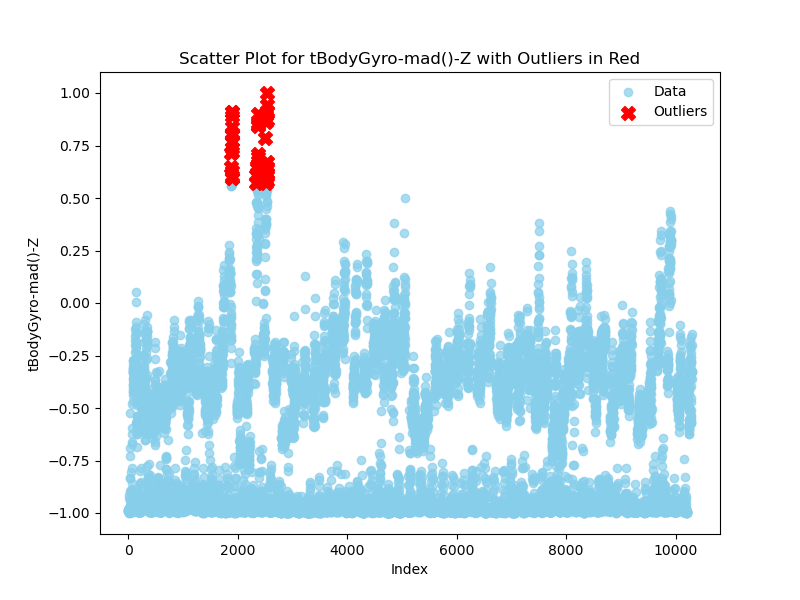 Scatter Plot for tBodyGyro-mad()-Z with Outliers in Red
Data
Outliers
1.00
0.75
0.50
0.25
0.00
−0.25
−0.50
−0.75
−1.00
tBodyGyro-mad()-Z
0 2000 4000 6000 8000 10000
Index